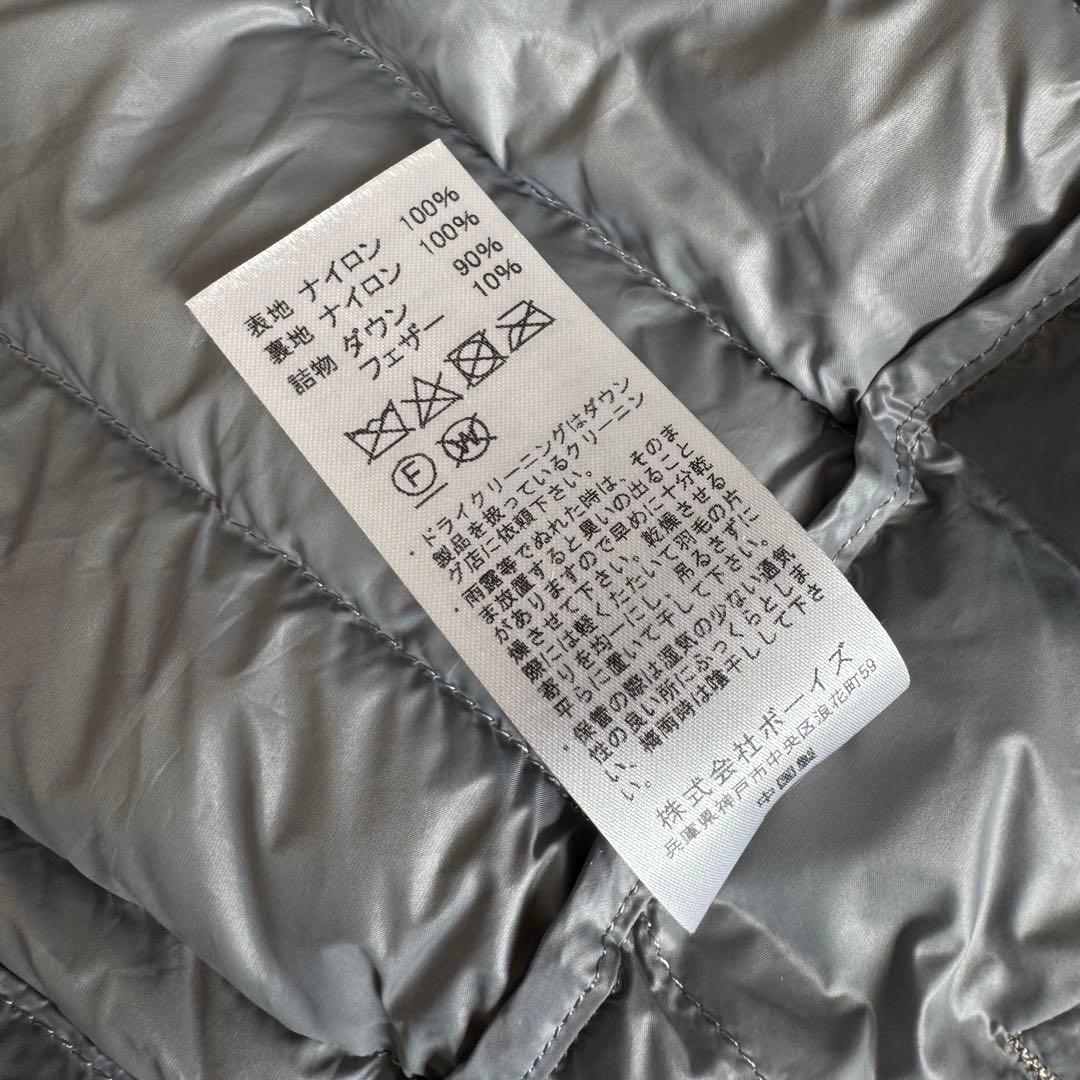 表地 ナイロン 100%
裏地 ナイロン 100%
詰物 ダウン 90%
フェザー 10%
F W
・ドライクリーニングはダウン
製品を扱っているクリーニン
グ店に依頼下さい。
・雨露等でぬれた時は、そのま
ま放置すると臭いの出ること
がありますので早めに十分乾
燥させて下さい。乾燥させる
際には軽くたたいて羽毛の片
寄りを均一にし、吊るさずに
平らに置いて干して下さい。
・保管の際は湿気の少ない通気
性の良い所にふっくらとしまさ
い、梅雨時は陰干しして下さ
い。
株式会社ボーイズ
兵庫県神戸市中央区浪花町59
中国製